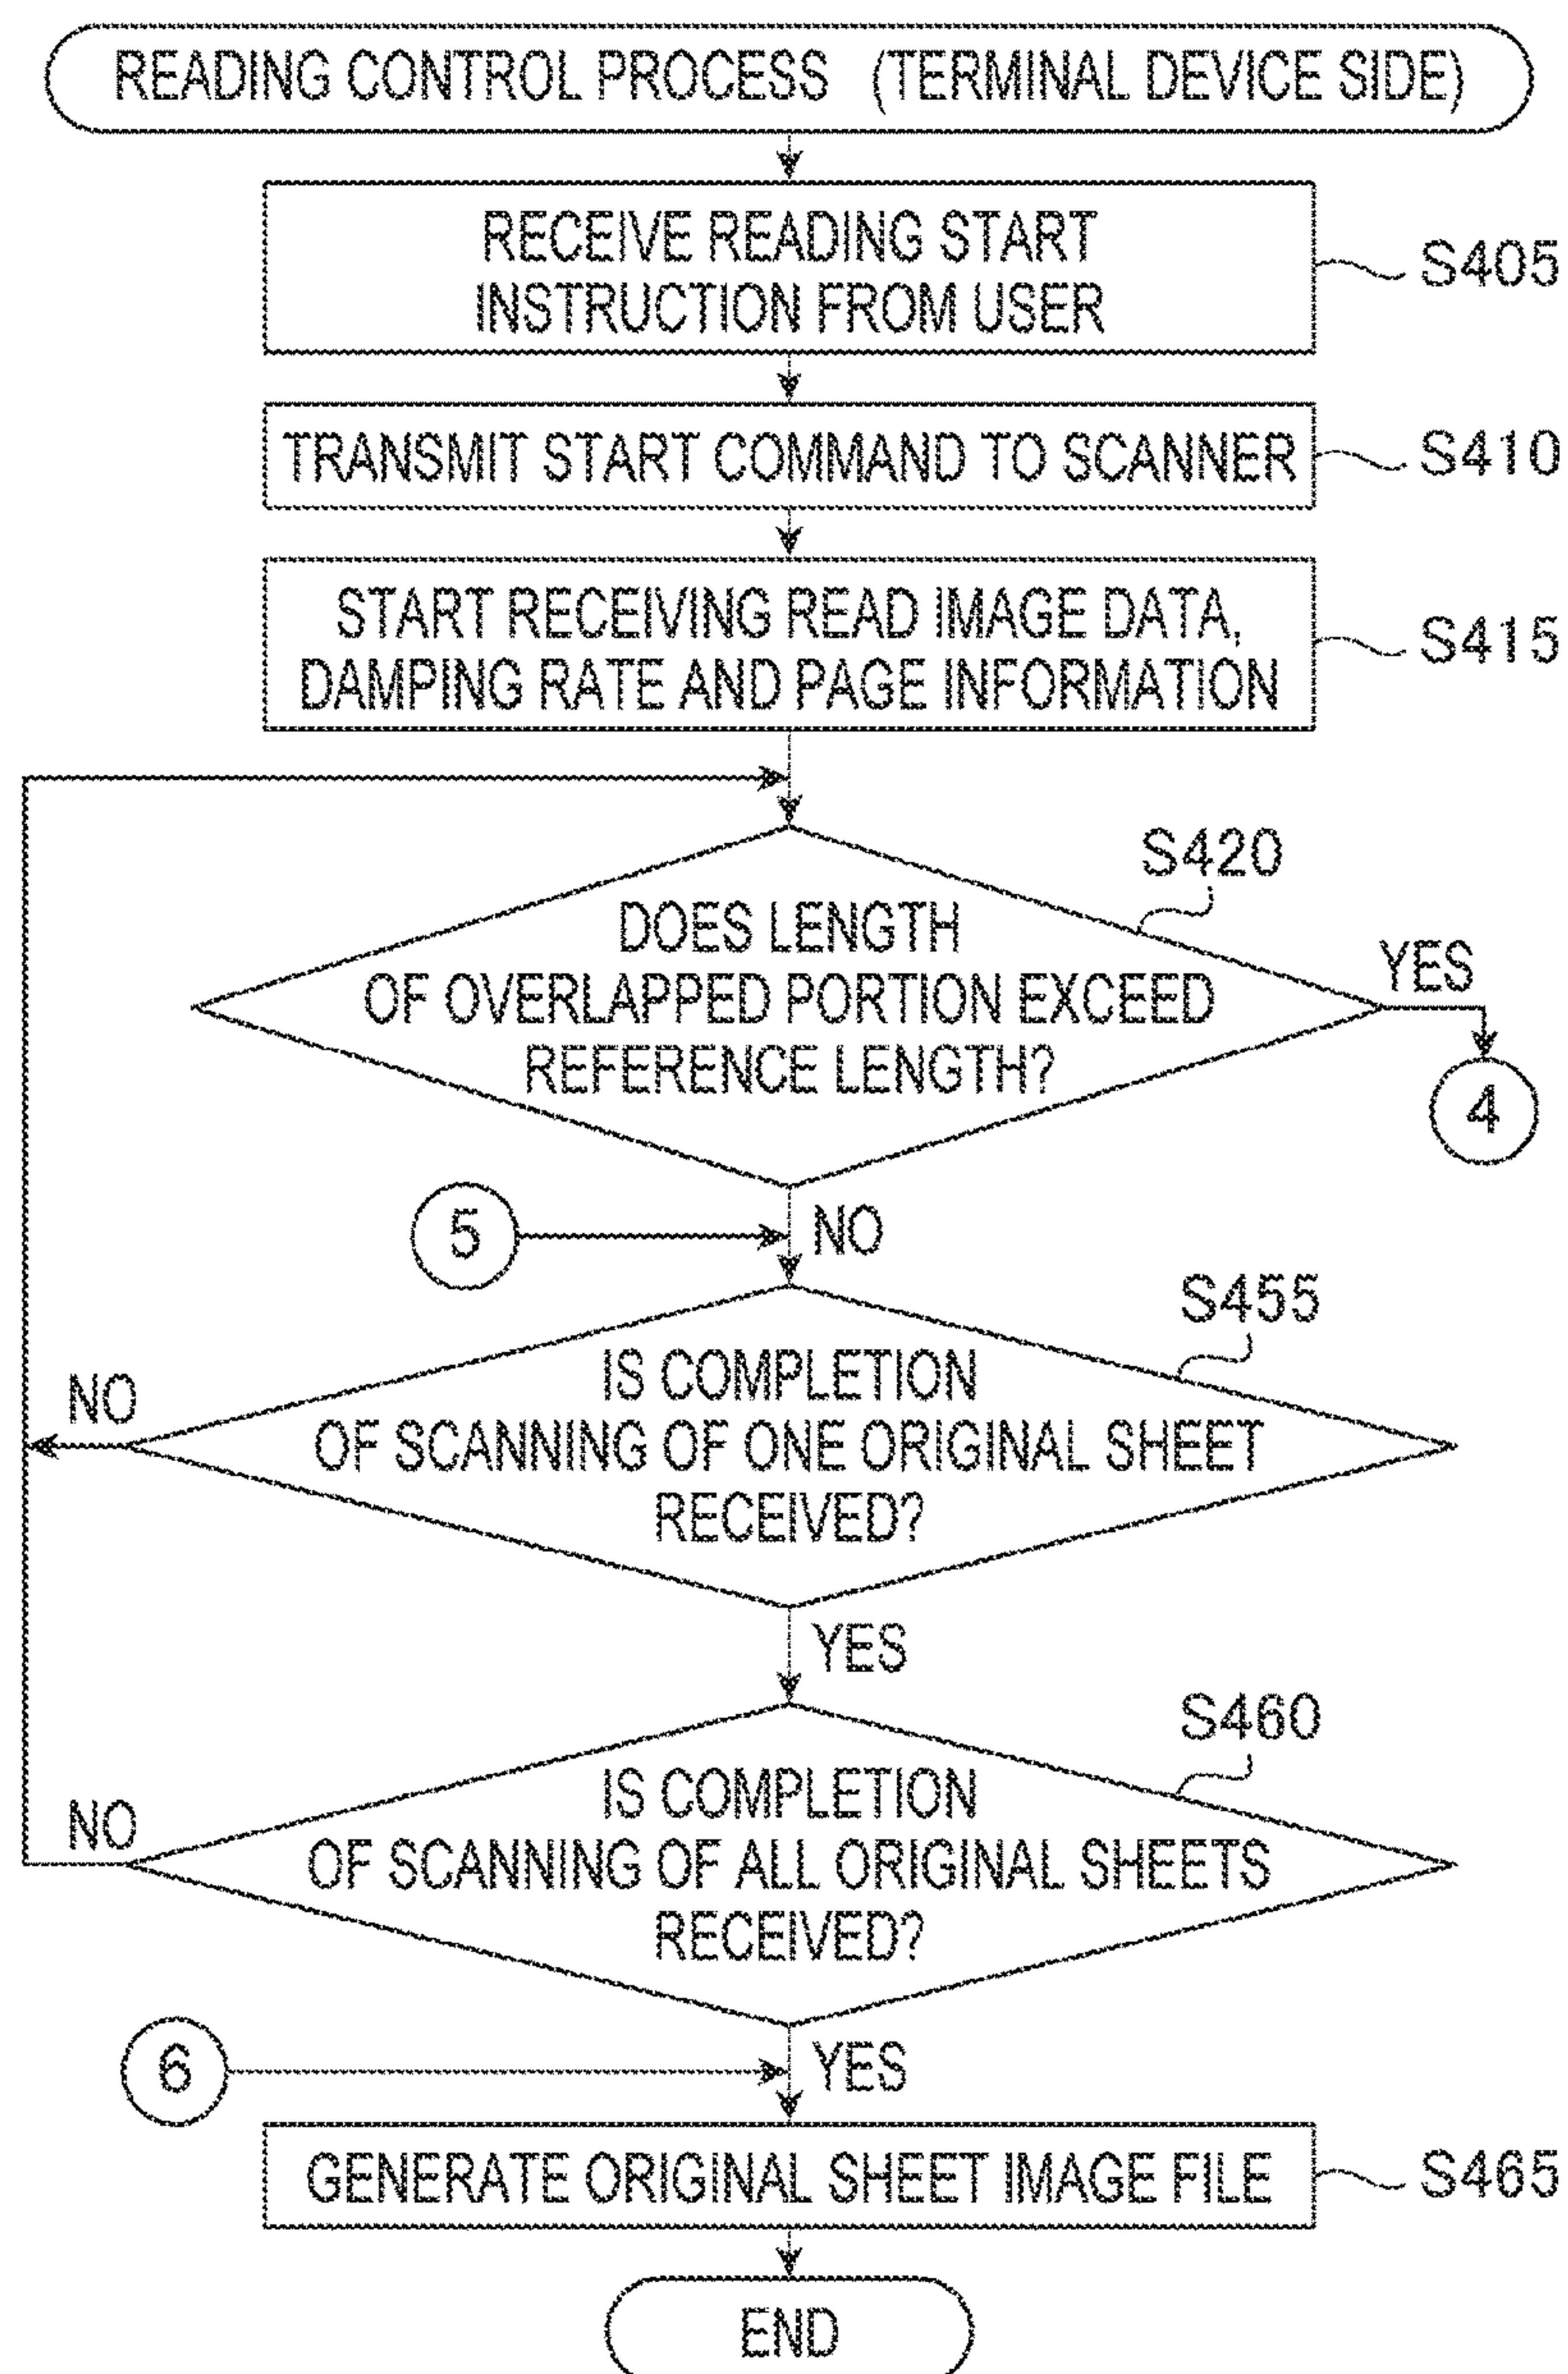 READING CONTROL PROCESS (TERMINAL DEVICE SIDE)
RECEIVE READING START
INSTRUCTION FROM USER
S405
TRANSMIT START COMMAND TO SCANNER
S410
START RECEIVING READ IMAGE DATA,
DAMPING RATE AND PAGE INFORMATION
S415
S420
DOES LENGTH
OF OVERLAPPED PORTION EXCEED
REFERENCE LENGTH?
YES
4
5
NO
S455
IS COMPLETION
OF SCANNING OF ONE ORIGINAL SHEET
RECEIVED?
NO
YES
S460
IS COMPLETION
OF SCANNING OF ALL ORIGINAL SHEETS
RECEIVED?
NO
6
YES
GENERATE ORIGINAL SHEET IMAGE FILE
S465
END